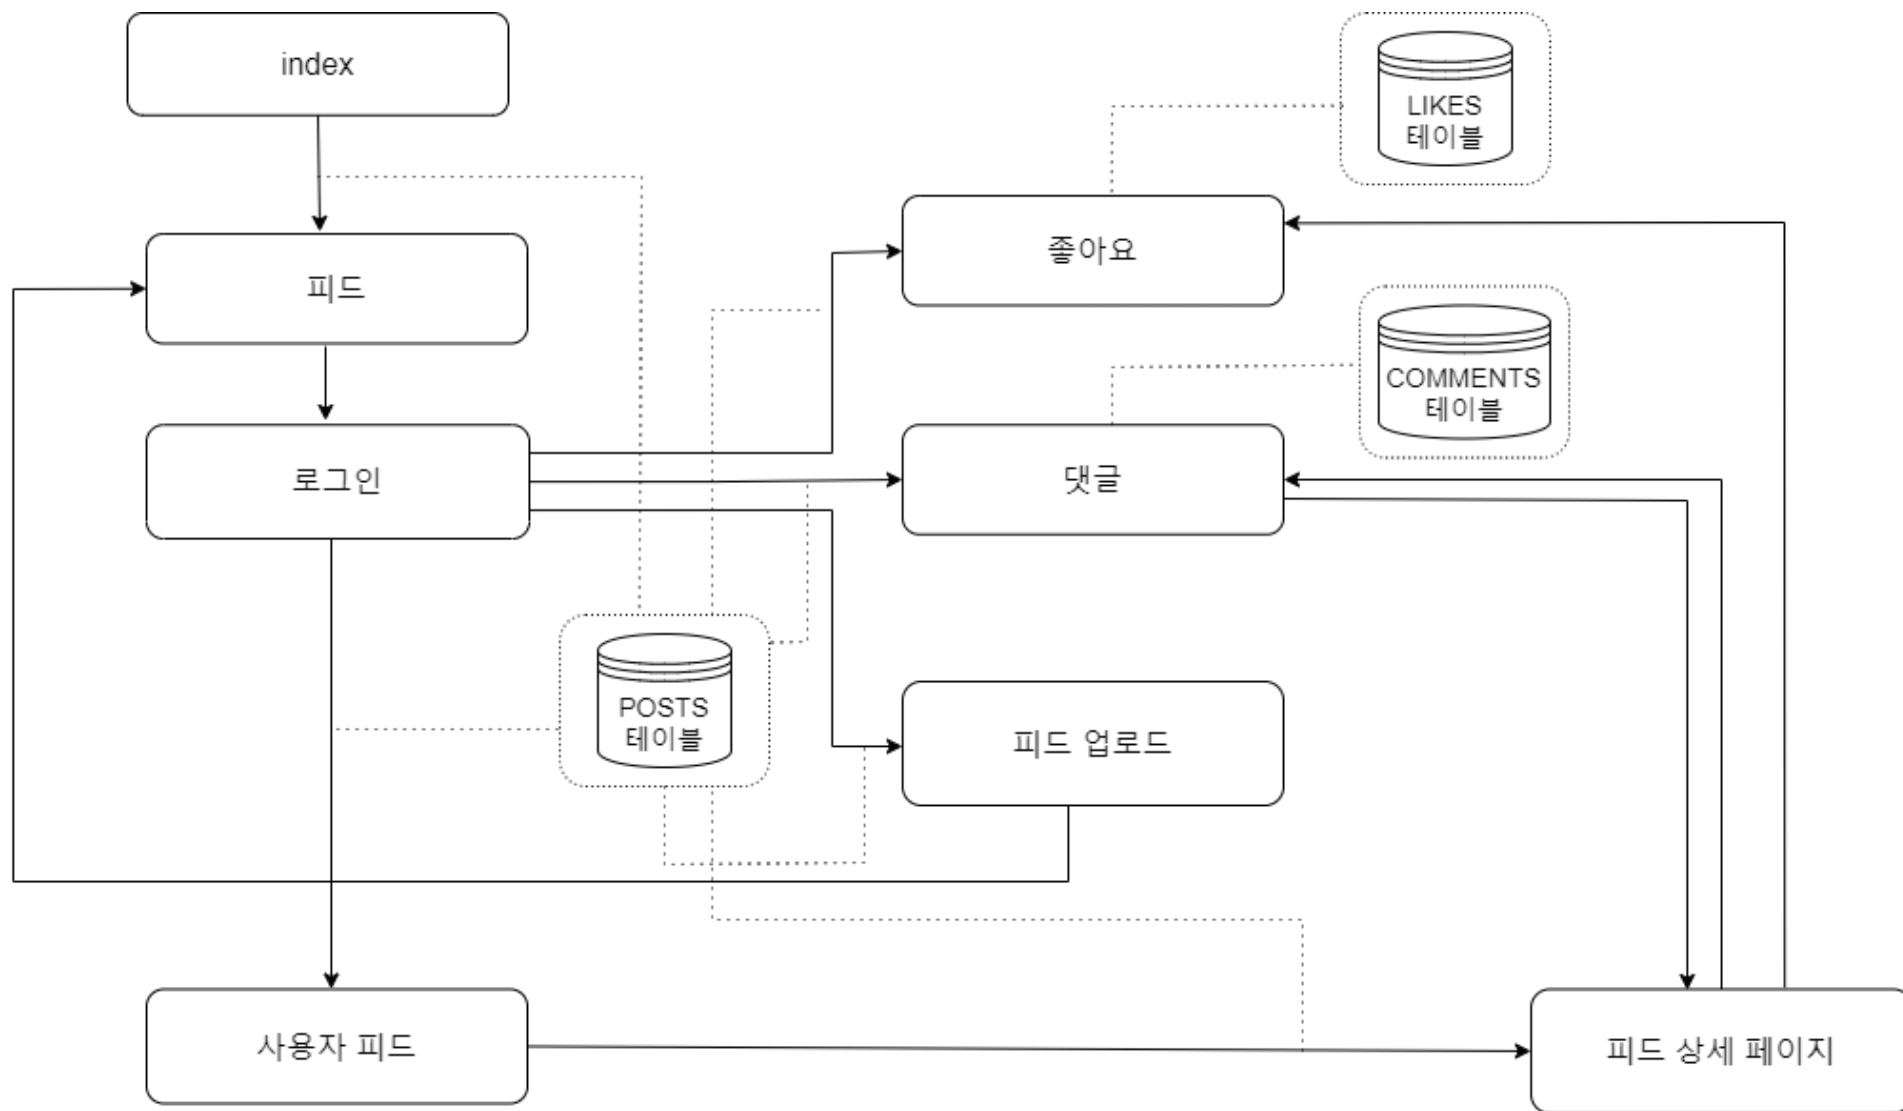 index
LIKES
테이블
좋아요
피드
COMMENTS
테이블
로그인
댓글
POSTS
테이블
피드 업로드
사용자 피드
피드 상세 페이지